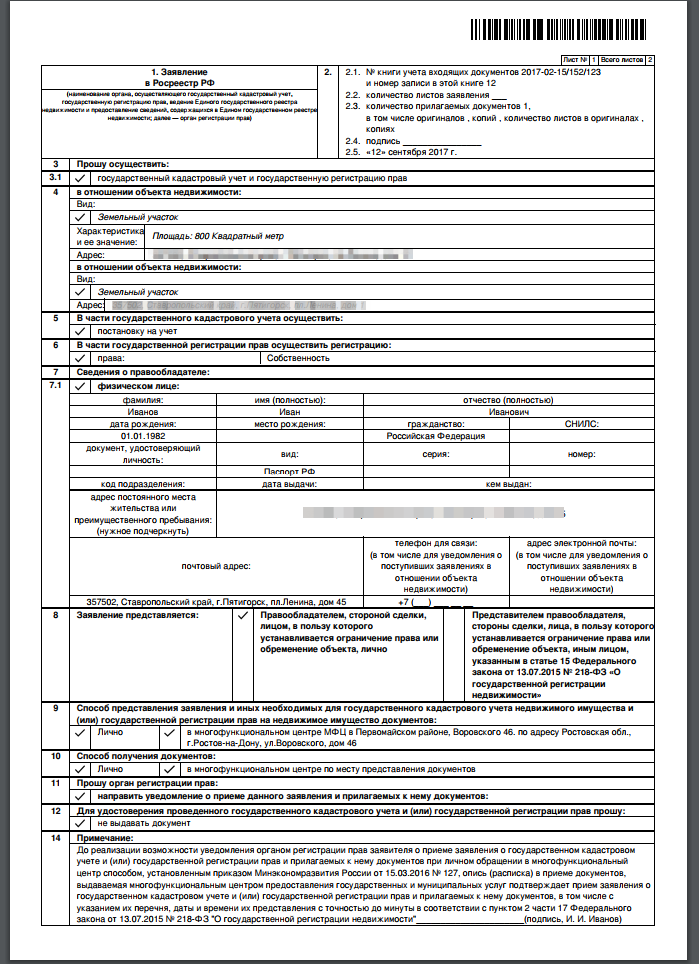 Лист № 1 Всего листов 2
1. Заявление
в Росреестр РФ
(наименование органа, осуществляющего государственный кадастровый учет,
государственную регистрацию прав, ведение Единого государственного реестра
недвижимости и предоставление сведений, содержащихся в Едином государственном реестре
недвижимости; далее — орган регистрации прав)
2.
2.1. № книги учета входящих документов 2017-02-15/152/123
и номер записи в этой книге 12
2.2. количество листов заявления ___
2.3. количество прилагаемых документов 1,
в том числе оригиналов , копий , количество листов в оригиналах ,
копиях
2.4. подпись __________________
2.5. «12» сентября 2017 г.
3 Прошу осуществить:
3.1 ✓ государственный кадастровый учет и государственную регистрацию прав
4 в отношении объекта недвижимости:
Вид:
✓ Земельный участок
Характеристика
и ее значение:
Площадь: 800 Квадратный метр
Адрес:
в отношении объекта недвижимости:
Вид:
✓ Земельный участок
Адрес:
5 В части государственного кадастрового учета осуществить:
✓ постановку на учет
6 В части государственной регистрации прав осуществить регистрацию:
✓ права: Собственность
7 Сведения о правообладателе:
7.1 ✓ физическом лице:
фамилия: имя (полностью): отчество (полностью)
Иванов Иван Иванович
дата рождения: место рождения: гражданство: СНИЛС:
01.01.1982 Российская Федерация
документ, удостоверяющий
личность:
вид: серия: номер:
Паспорт РФ
код подразделения: дата выдачи: кем выдан:
адрес постоянного места
жительства или
преимущественного пребывания:
(нужное подчеркнуть)
почтовый адрес:
телефон для связи:
(в том числе для уведомления о
поступивших заявлениях в
отношении объекта
недвижимости)
адрес электронной почты:
(в том числе для уведомления о
поступивших заявлениях в
отношении объекта
недвижимости)
357502, Ставропольский край, г.Пятигорск, пл.Ленина, дом 45 +7 (___) ___ __ __
8 Заявление представляется:
✓ Правообладателем, стороной сделки,
лицом, в пользу которого
устанавливается ограничение права или
обременение объекта, лично
Представителем правообладателя,
стороны сделки, лица, в пользу которого
устанавливается ограничение права или
обременение объекта, иным лицом,
указанным в статье 15 Федерального
закона от 13.07.2015 № 218-ФЗ «О
государственной регистрации
недвижимости»
9 Способ представления заявления и иных необходимых для государственного кадастрового учета недвижимого имущества и
(или) государственной регистрации прав на недвижимое имущество документов:
✓ Лично ✓ в многофункциональном центре МФЦ в Первомайском районе, Воровского 46. по адресу Ростовская обл.,
г.Ростов-на-Дону, ул.Воровского, дом 46
10 Способ получения документов:
✓ Лично ✓ в многофункциональном центре по месту представления документов
11 Прошу орган регистрации прав:
✓ направить уведомление о приеме данного заявления и прилагаемых к нему документов:
12 Для удостоверения проведенного государственного кадастрового учета и (или) государственной регистрации прав прошу:
✓ не выдавать документ
14 Примечание:
До реализации возможности уведомления органом регистрации прав заявителя о приеме заявления о государственном кадастровом
учете и (или) государственной регистрации прав и прилагаемых к нему документов при личном обращении в многофункциональный
центр способом, установленным приказом Минэкономразвития России от 15.03.2016 № 127, опись (расписка) в приеме документов,
выдаваемая многофункциональным центром предоставления государственных и муниципальных услуг подтверждает прием заявления о
государственном кадастровом учете и (или) государственной регистрации прав и прилагаемых к нему документов, в том числе с
указанием их перечня, даты и времени их представления с точностью до минуты в соответствии с пунктом 2 части 17 Федерального
закона от 13.07.2015 № 218-ФЗ "О государственной регистрации недвижимости"______________________(подпись, И. И. Иванов)